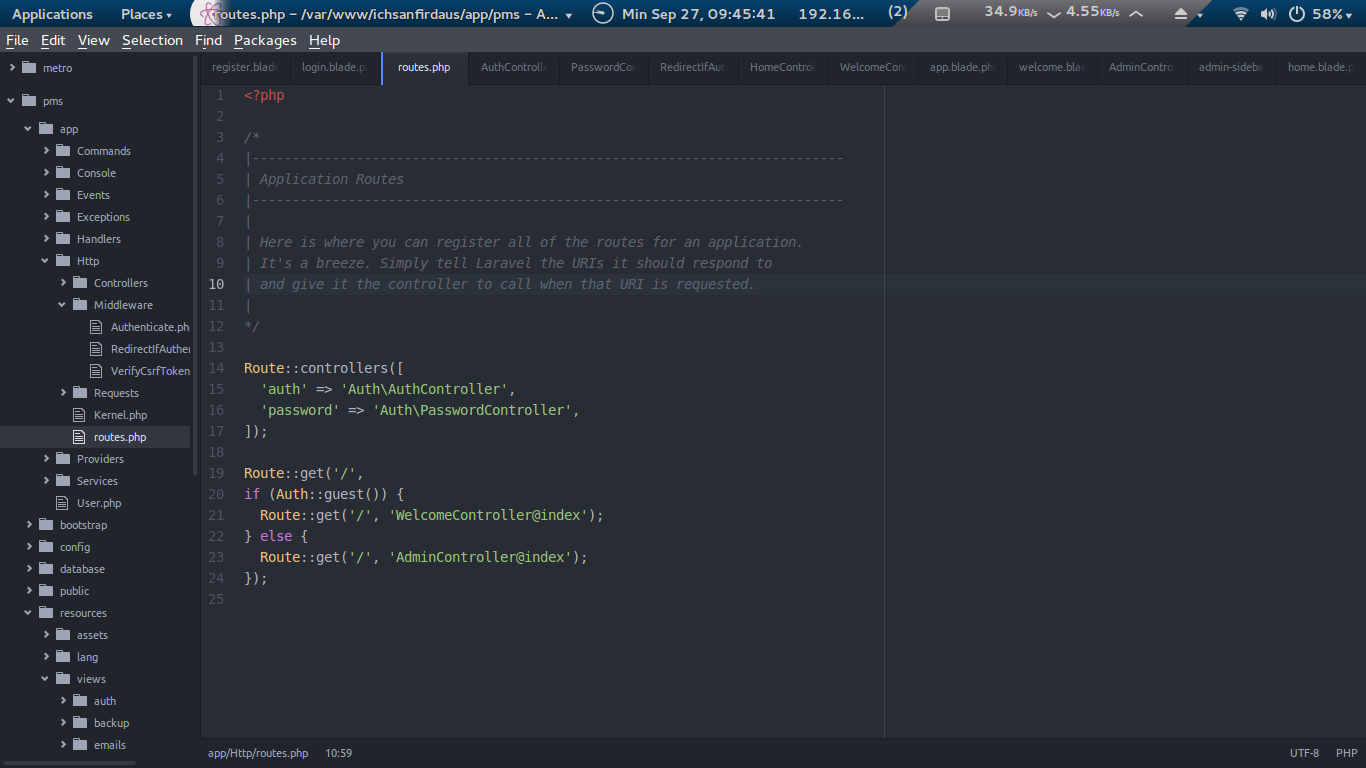 Applications Places routes.php – /var/www/ichsanfirdaus/app/pms – A... Min Sep 27, 09:45:41 192.16... (2) 34.9KB/s 4.55KB/s 58%
File Edit View Selection Find Packages Help
metro
pms
app
Commands
Console
Events
Exceptions
Handlers
Http
Controllers
Middleware
Authenticate.ph
RedirectIfAuthe
VerifyCsrfToken
Requests
Kernel.php
routes.php
Providers
Services
User.php
bootstrap
config
database
public
resources
assets
lang
views
auth
backup
emails
register.blade login.blade.p routes.php AuthControll PasswordCo RedirectIfAut HomeControl WelcomeCon app.blade.ph welcome.bla AdminContro admin-sideba home.blade.p
1 <?php
2
3 /*
4 |--------------------------------------------------------------------------
5 | Application Routes
6 |--------------------------------------------------------------------------
7 |
8 | Here is where you can register all of the routes for an application.
9 | It's a breeze. Simply tell Laravel the URIs it should respond to
10 | and give it the controller to call when that URI is requested.
11 |
12 */
13
14 Route::controllers([
15 'auth' => 'Auth\AuthController',
16 'password' => 'Auth\PasswordController',
17 ]);
18
19 Route::get('/',
20 if (Auth::guest()) {
21 Route::get('/', 'WelcomeController@index');
22 } else {
23 Route::get('/', 'AdminController@index');
24 });
25
app/Http/routes.php 10:59 UTF-8 PHP